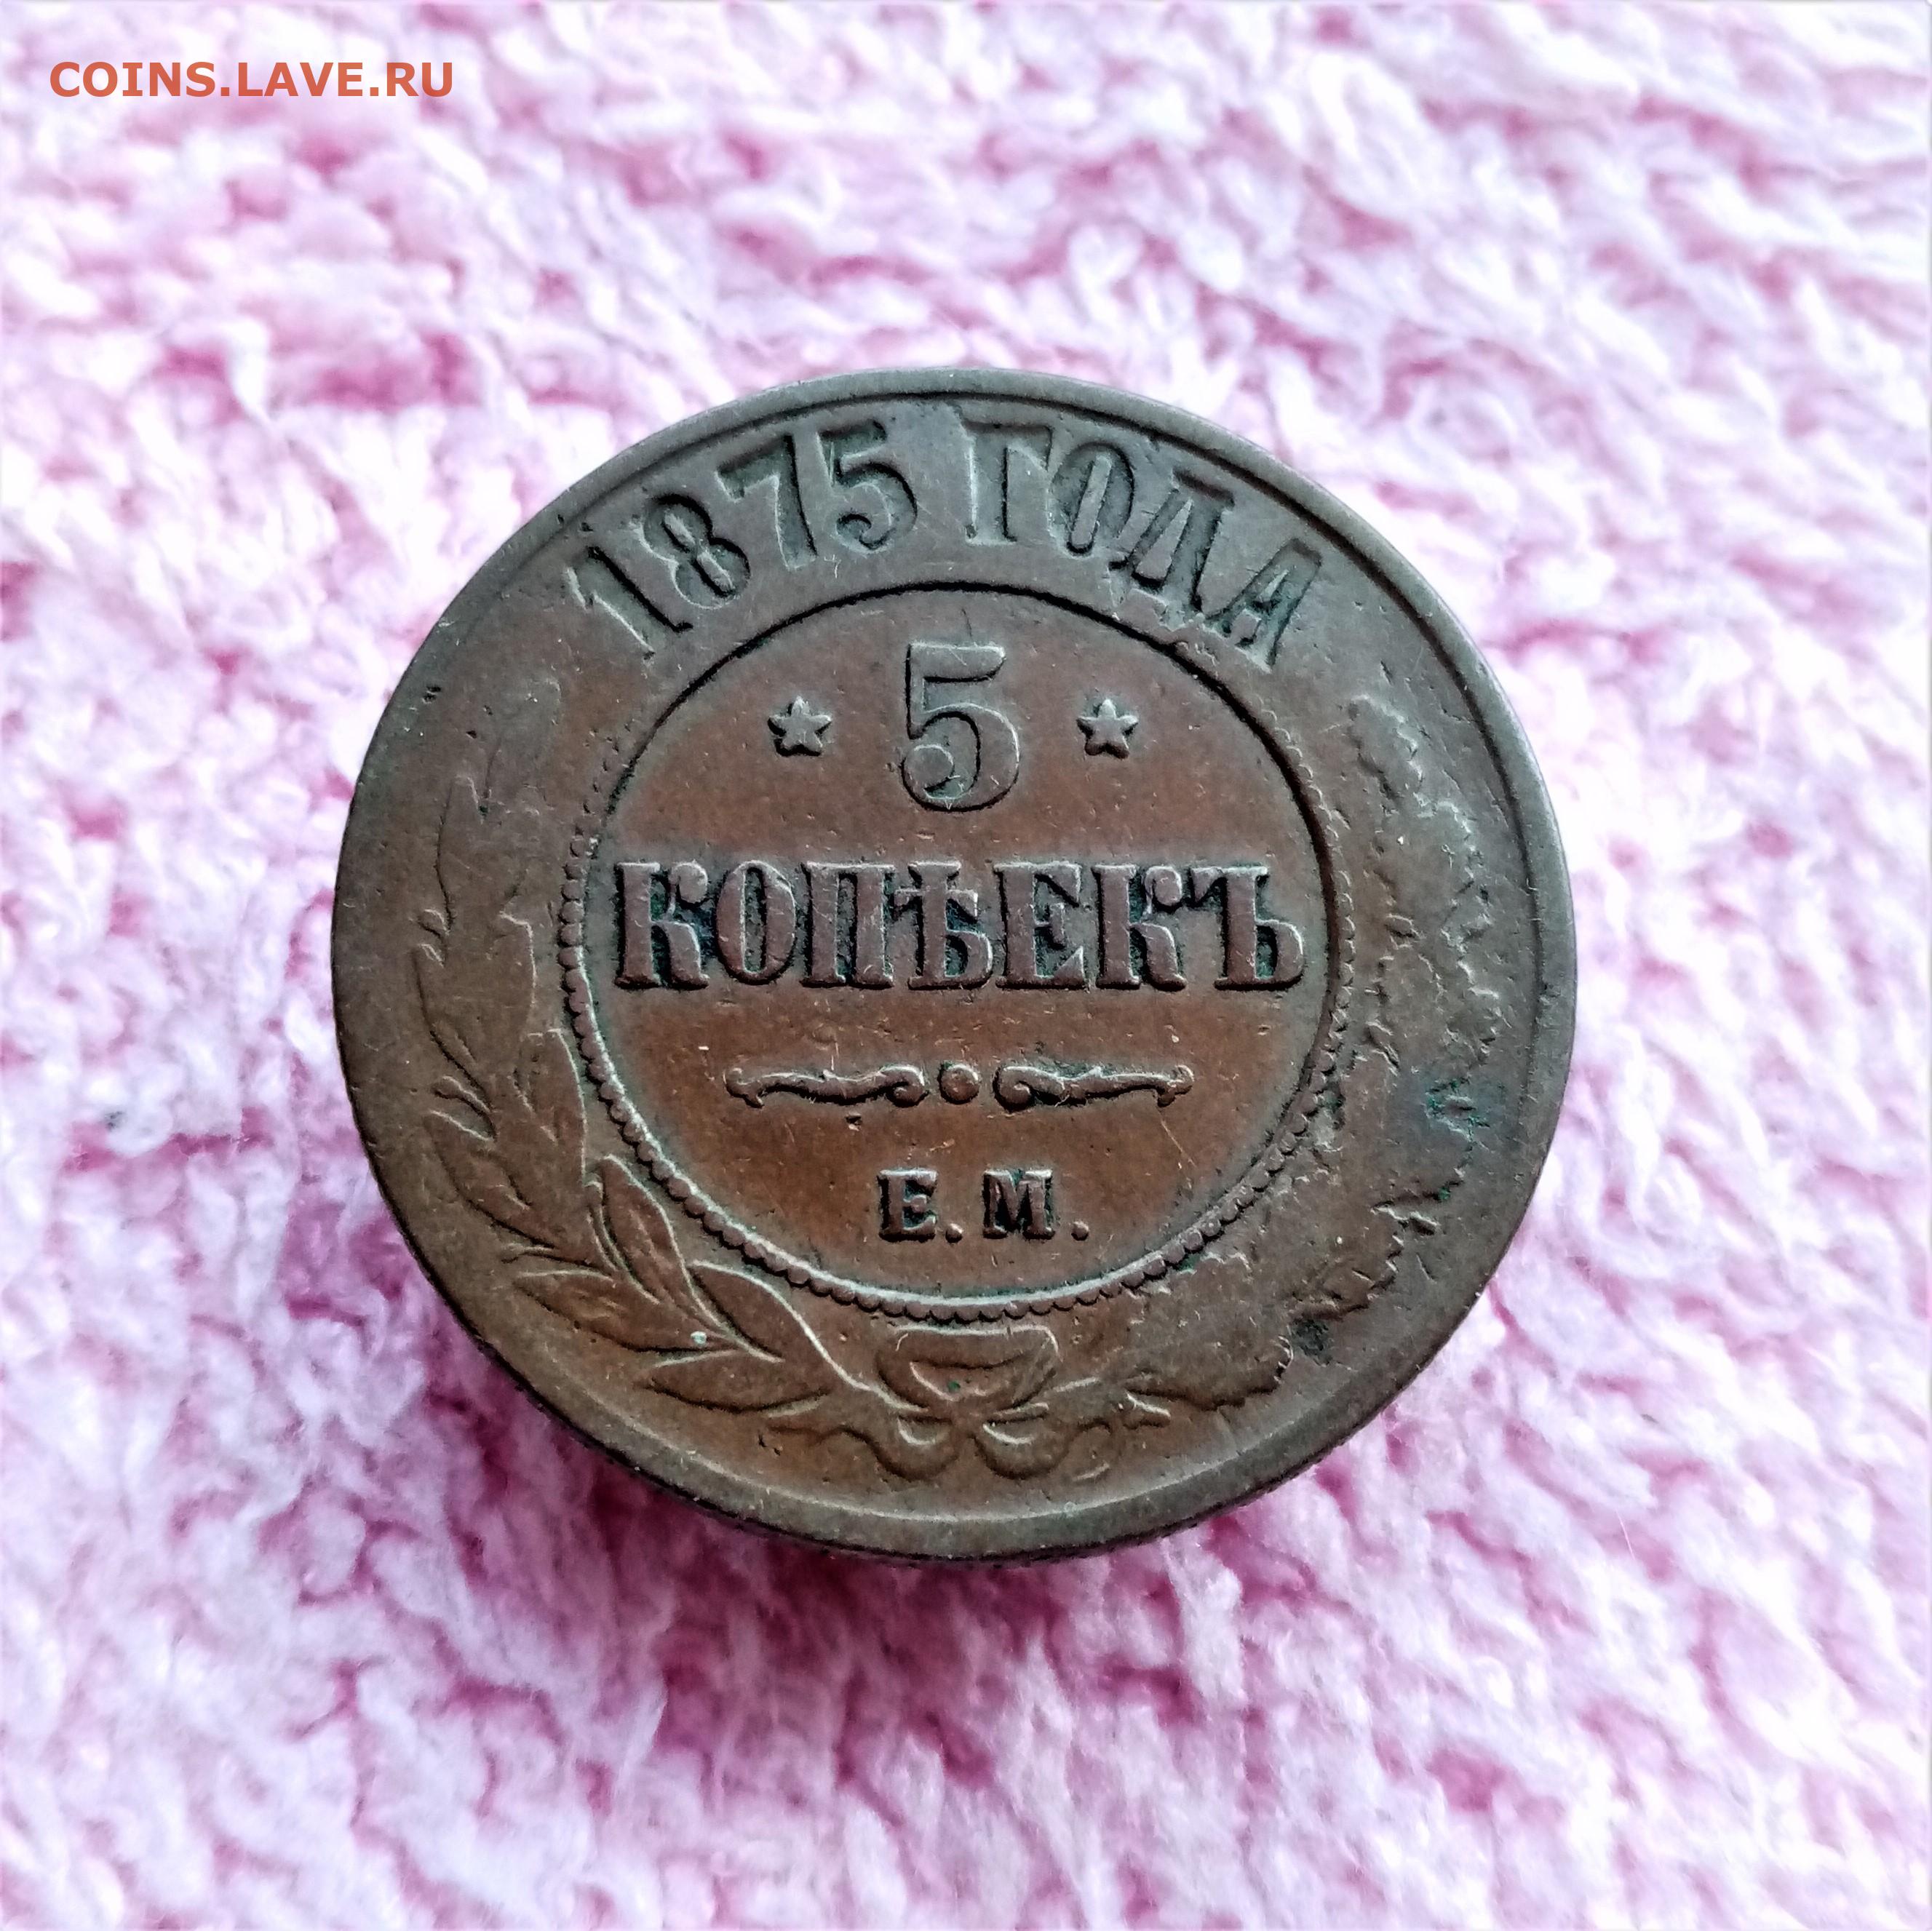 COINS.LAVE.RU
1875 ГОДА
5
КОПѢЕКЪ
Е.М.